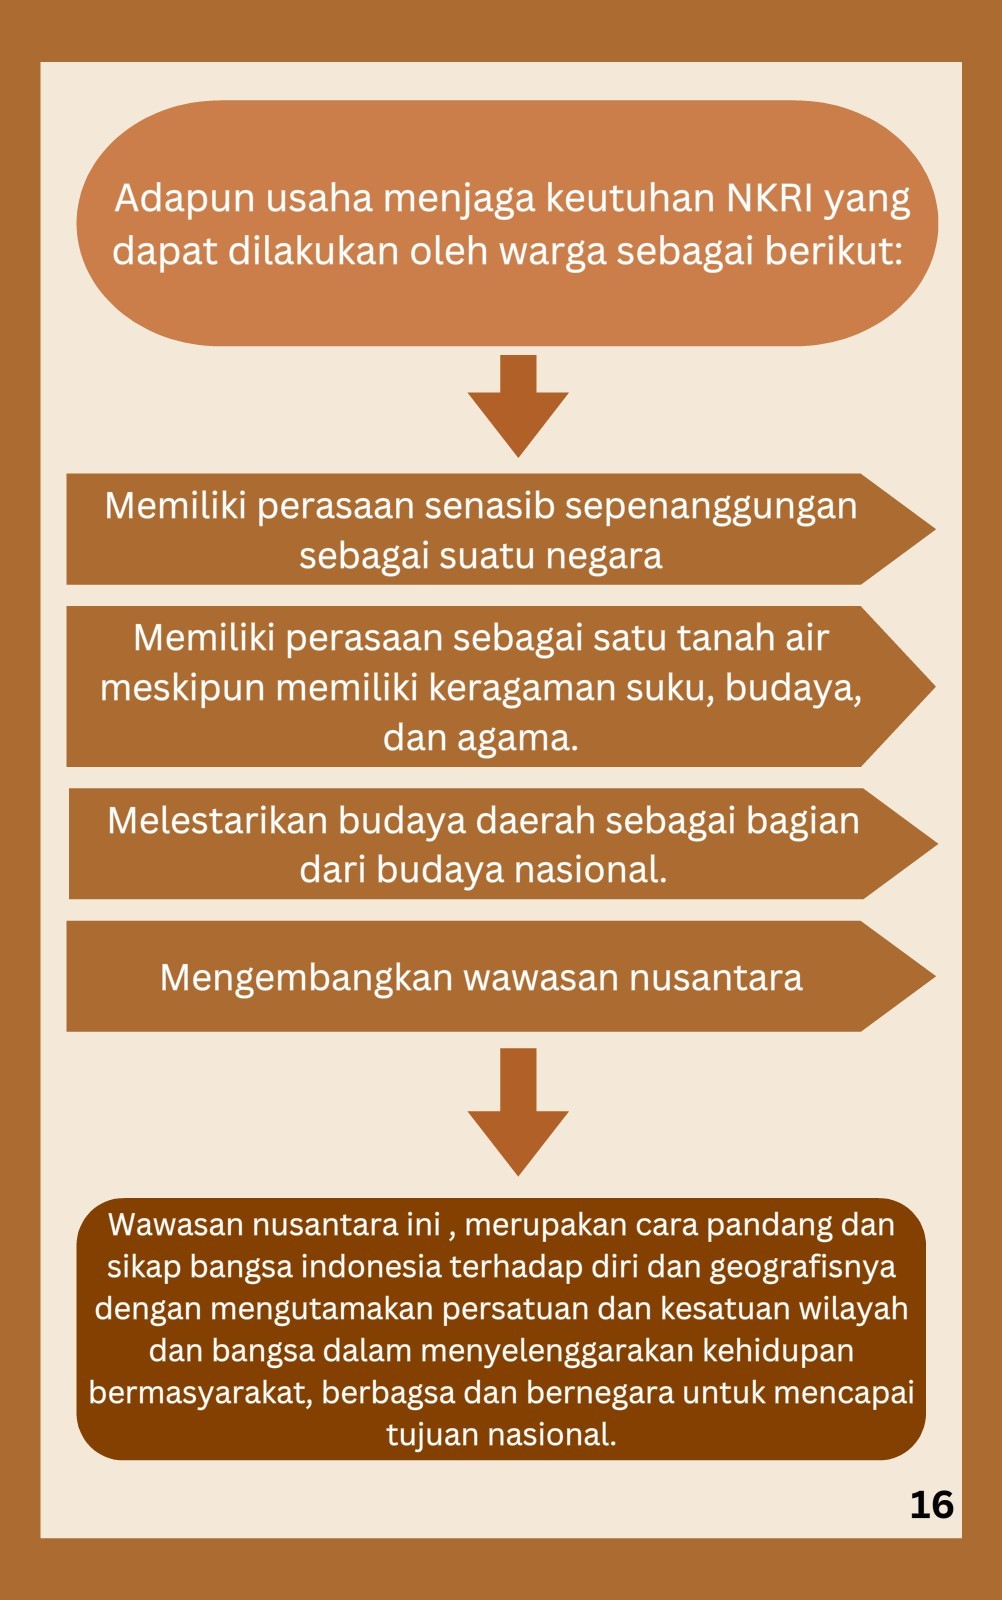 Adapun usaha menjaga keutuhan NKRI yang
dapat dilakukan oleh warga sebagai berikut:
Memiliki perasaan senasib sepenanggungan
sebagai suatu negara
Memiliki perasaan sebagai satu tanah air
meskipun memiliki keragaman suku, budaya,
dan agama.
Melestarikan budaya daerah sebagai bagian
dari budaya nasional.
Mengembangkan wawasan nusantara
Wawasan nusantara ini , merupakan cara pandang dan
sikap bangsa indonesia terhadap diri dan geografisnya
dengan mengutamakan persatuan dan kesatuan wilayah
dan bangsa dalam menyelenggarakan kehidupan
bermasyarakat, berbagsa dan bernegara untuk mencapai
tujuan nasional.
16